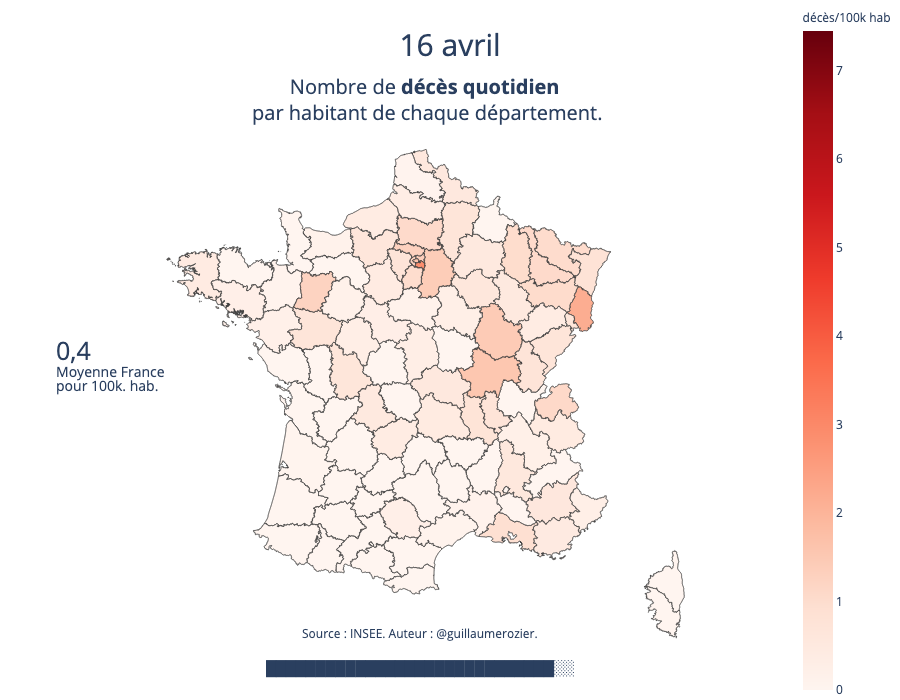 décès/100k hab
16 avril
Nombre de décès quotidien
par habitant de chaque département.
7
6
5
4
3
2
1
0
0,4
Moyenne France
pour 100k. hab.
Source : INSEE. Auteur : @guillaumerozier.